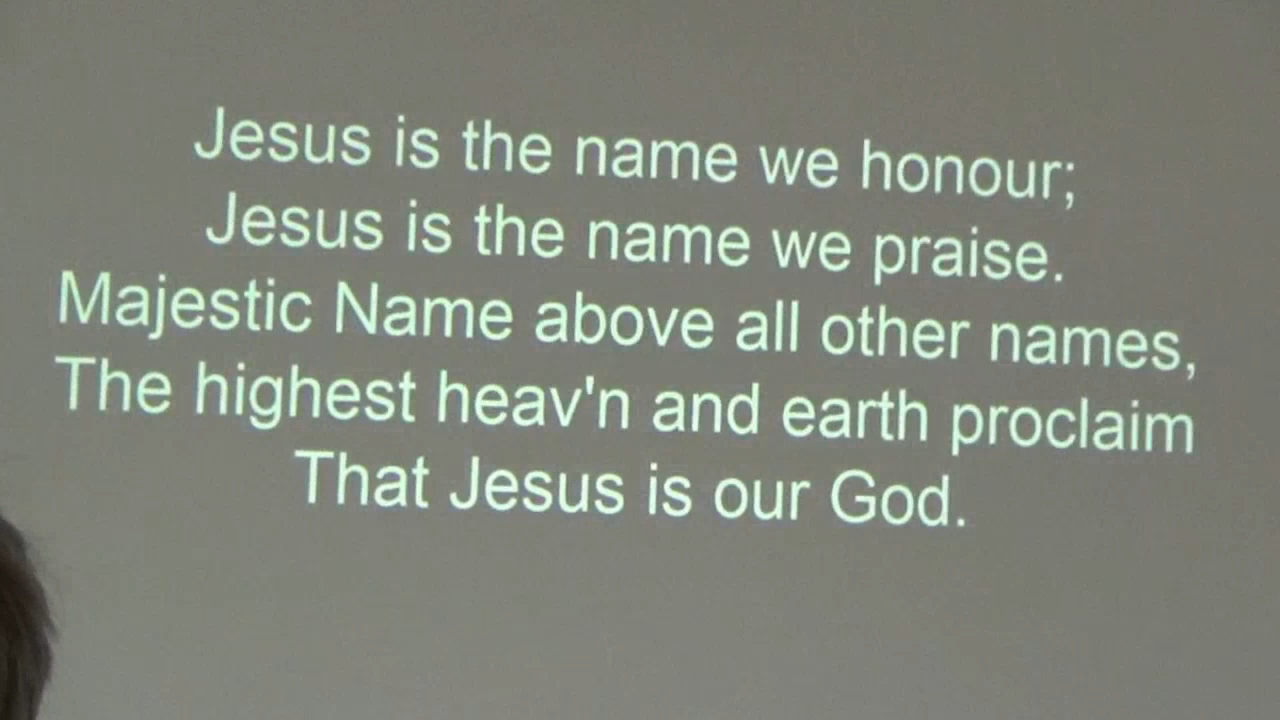 Jesus is the name we honour;
Jesus is the name we praise.
Majestic Name above all other names,
The highest heav'n and earth proclaim
That Jesus is our God.